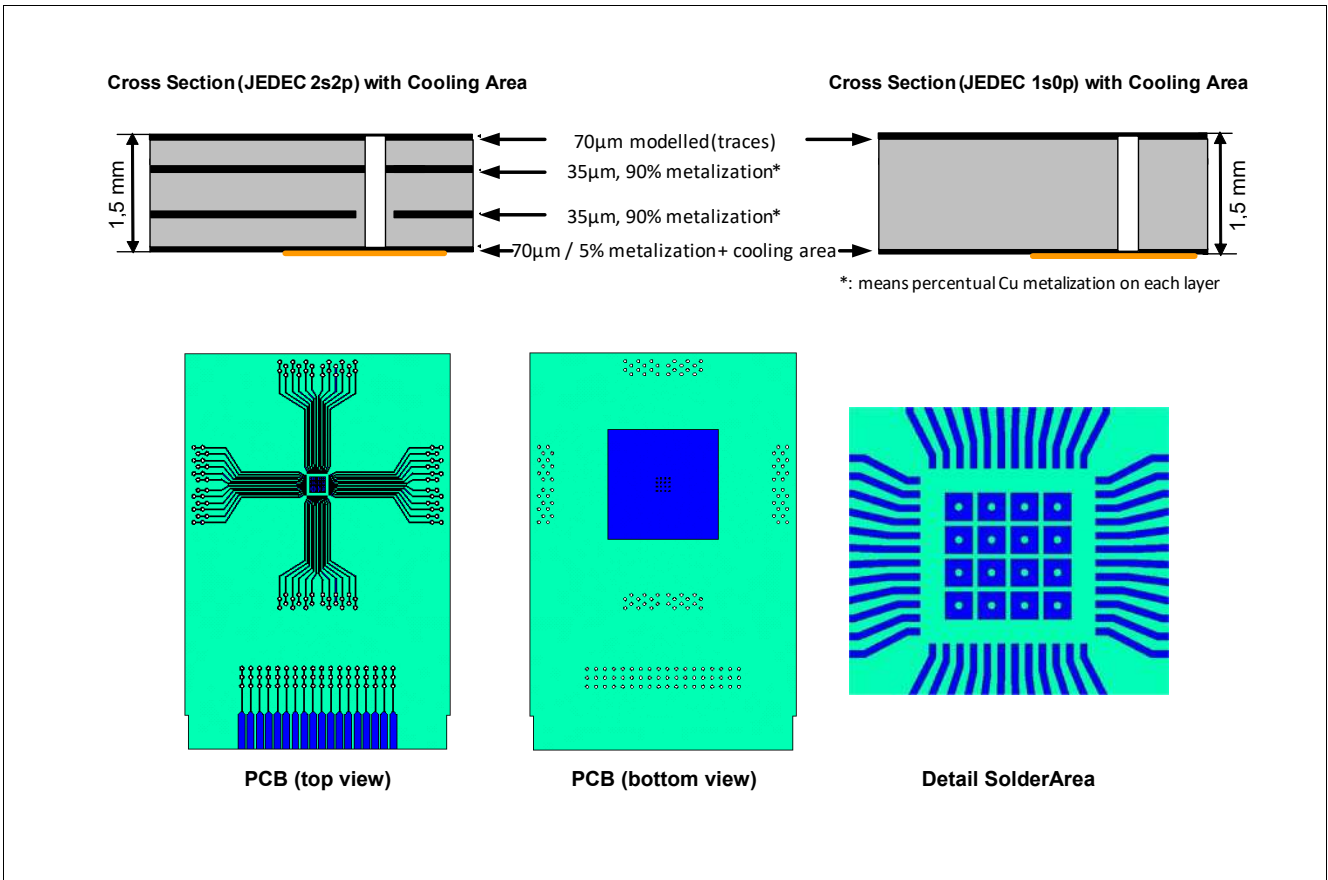 Cross Section (JEDEC 2s2p) with Cooling Area
Cross Section (JEDEC 1s0p) with Cooling Area
70µm modelled (traces)
35µm, 90% metalization*
35µm, 90% metalization*
70µm / 5% metalization + cooling area
1,5 mm
1,5 mm
*: means percentual Cu metalization on each layer
PCB (top view)
PCB (bottom view)
Detail SolderArea